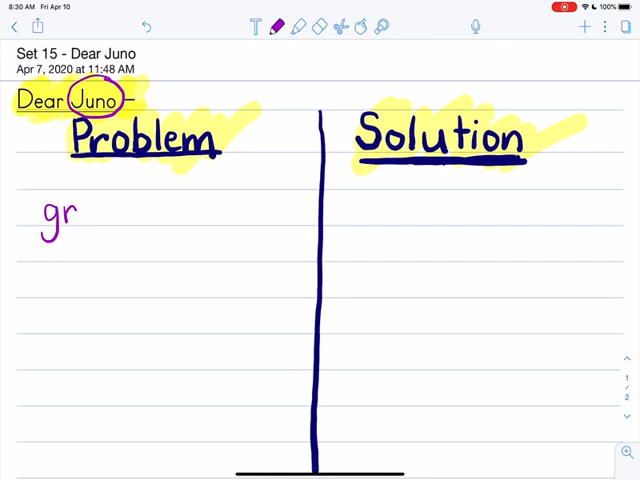 8:30 AM Fri Apr 10
100%
T
Set 15 - Dear Juno
Apr 7, 2020 at 11:48 AM
Dear Juno -
Problem Solution
gr
1
/
2